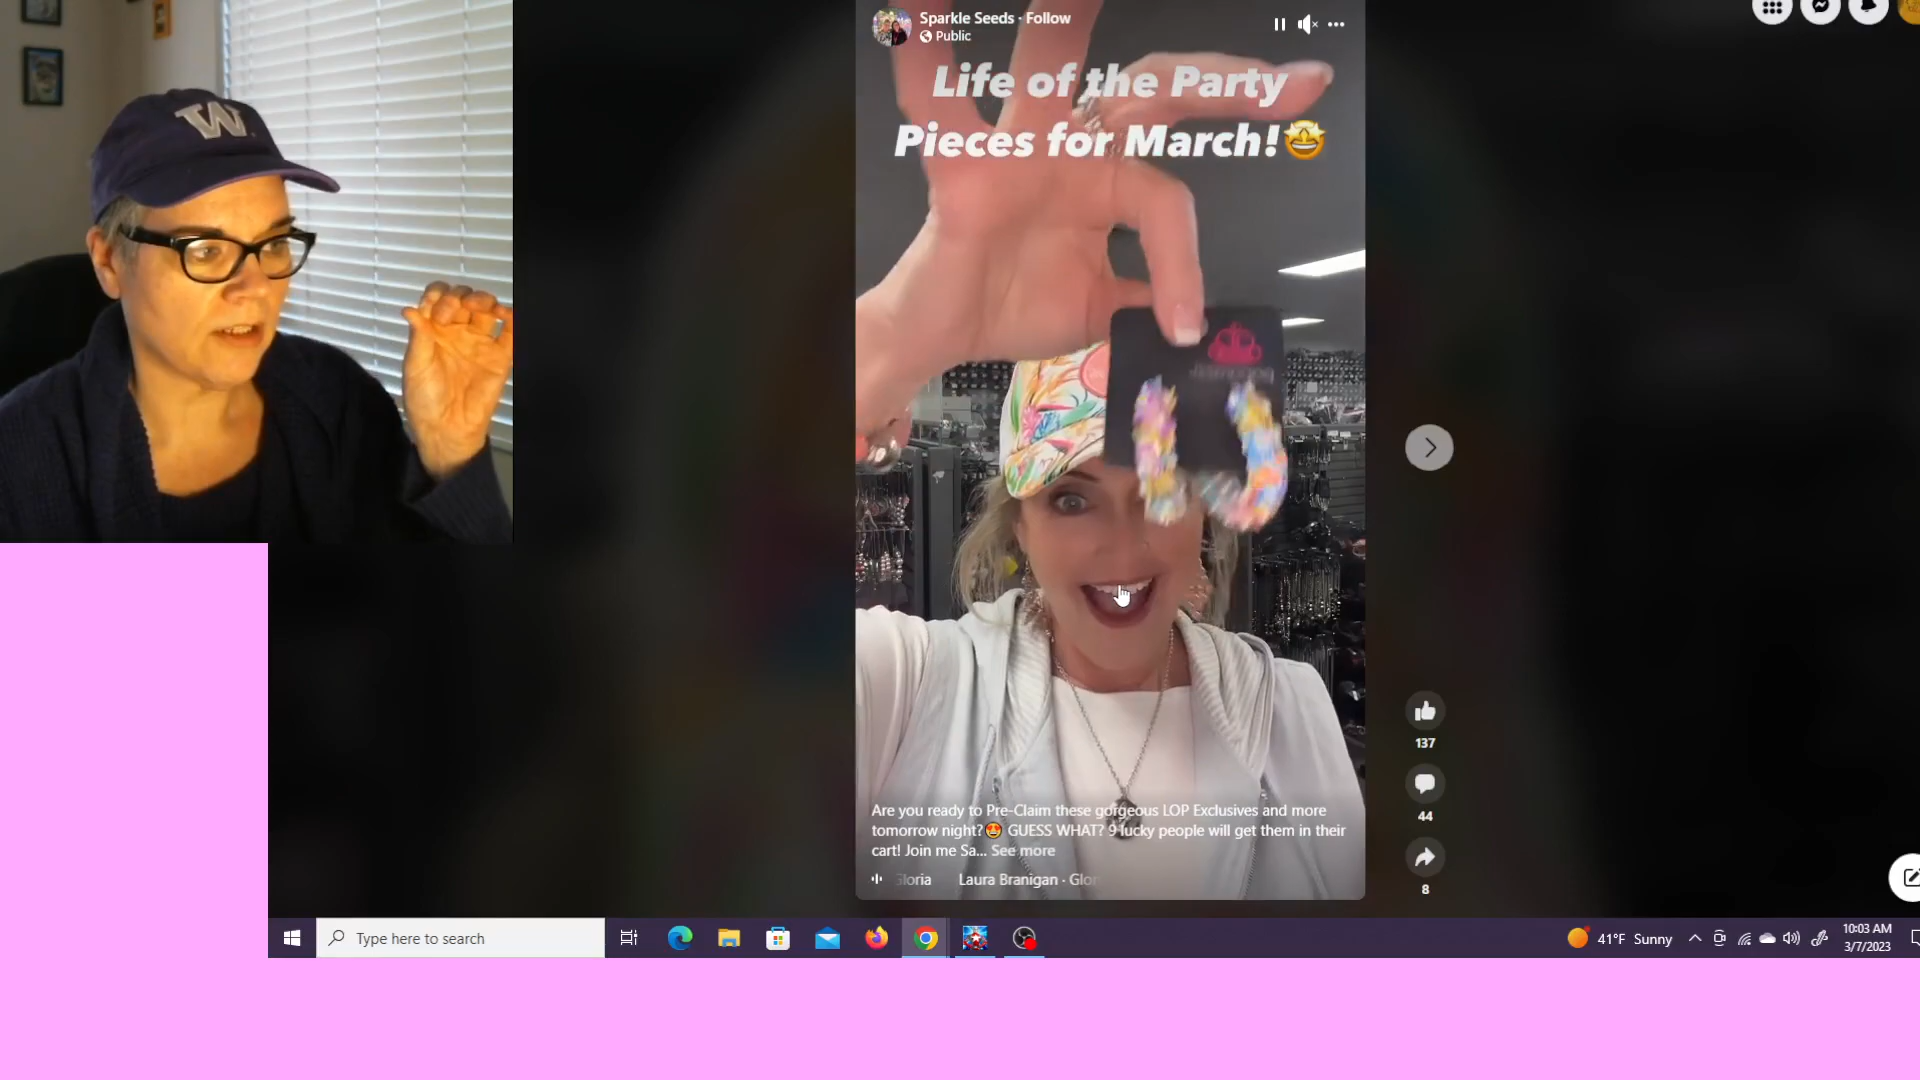 W
Sparkle Seeds · Follow
Public
Life of the Party
Pieces for March!🤩
Are you ready to Pre-Claim these gorgeous LOP Exclusives and more
tomorrow night?😍 GUESS WHAT? 9 lucky people will get them in their
cart! Join me Sa... See more
Gloria Laura Branigan · Glor
137
44
8
Type here to search
41°F Sunny
10:03 AM
3/7/2023